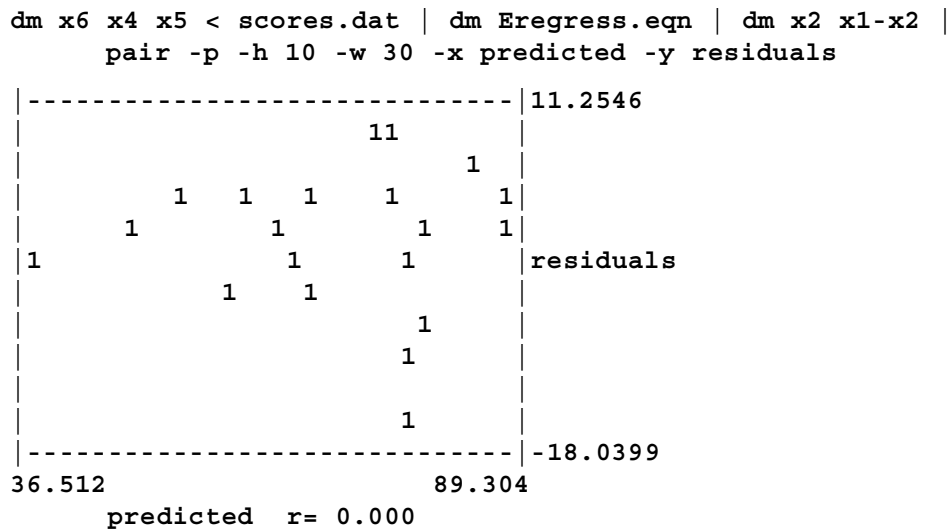 dm x6 x4 x5 < scores.dat | dm Eregress.eqn | dm x2 x1-x2 |
      pair -p -h 10 -w 30 -x predicted -y residuals
|------------------------------|11.2546
|                     11       |
|                           1  |
|         1   1   1    1      1|
|      1        1        1    1|
|1               1      1      |residuals
|            1    1            |
|                        1     |
|                       1      |
|                              |
|                       1      |
|------------------------------|-18.0399
36.512                    89.304
      predicted  r= 0.000